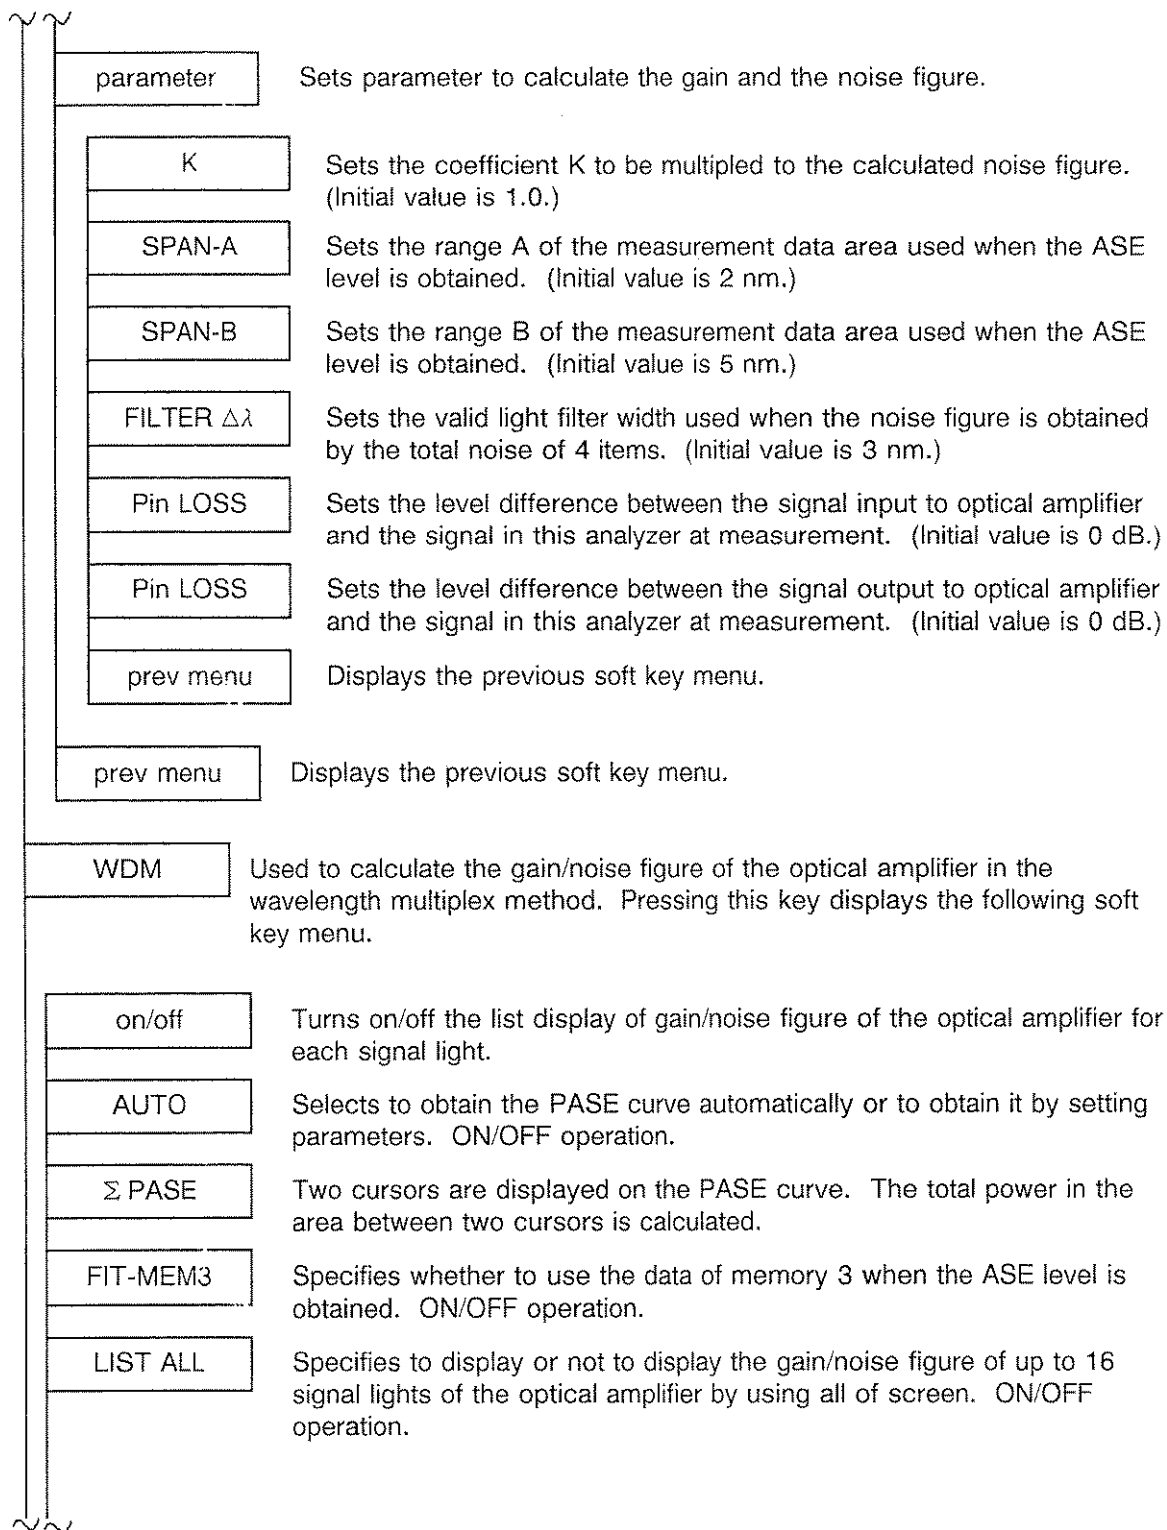 parameter Sets parameter to calculate the gain and the noise figure.
K Sets the coefficient K to be multipled to the calculated noise figure.
(Initial value is 1.0.)
SPAN-A Sets the range A of the measurement data area used when the ASE
level is obtained. (Initial value is 2 nm.)
SPAN-B Sets the range B of the measurement data area used when the ASE
level is obtained. (Initial value is 5 nm.)
FILTER Δλ Sets the valid light filter width used when the noise figure is obtained
by the total noise of 4 items. (Initial value is 3 nm.)
Pin LOSS Sets the level difference between the signal input to optical amplifier
and the signal in this analyzer at measurement. (Initial value is 0 dB.)
Pin LOSS Sets the level difference between the signal output to optical amplifier
and the signal in this analyzer at measurement. (Initial value is 0 dB.)
prev menu Displays the previous soft key menu.
prev menu Displays the previous soft key menu.
WDM Used to calculate the gain/noise figure of the optical amplifier in the
wavelength multiplex method. Pressing this key displays the following soft
key menu.
on/off Turns on/off the list display of gain/noise figure of the optical amplifier for
each signal light.
AUTO Selects to obtain the PASE curve automatically or to obtain it by setting
parameters. ON/OFF operation.
Σ PASE Two cursors are displayed on the PASE curve. The total power in the
area between two cursors is calculated.
FIT-MEM3 Specifies whether to use the data of memory 3 when the ASE level is
obtained. ON/OFF operation.
LIST ALL Specifies to display or not to display the gain/noise figure of up to 16
signal lights of the optical amplifier by using all of screen. ON/OFF
operation.